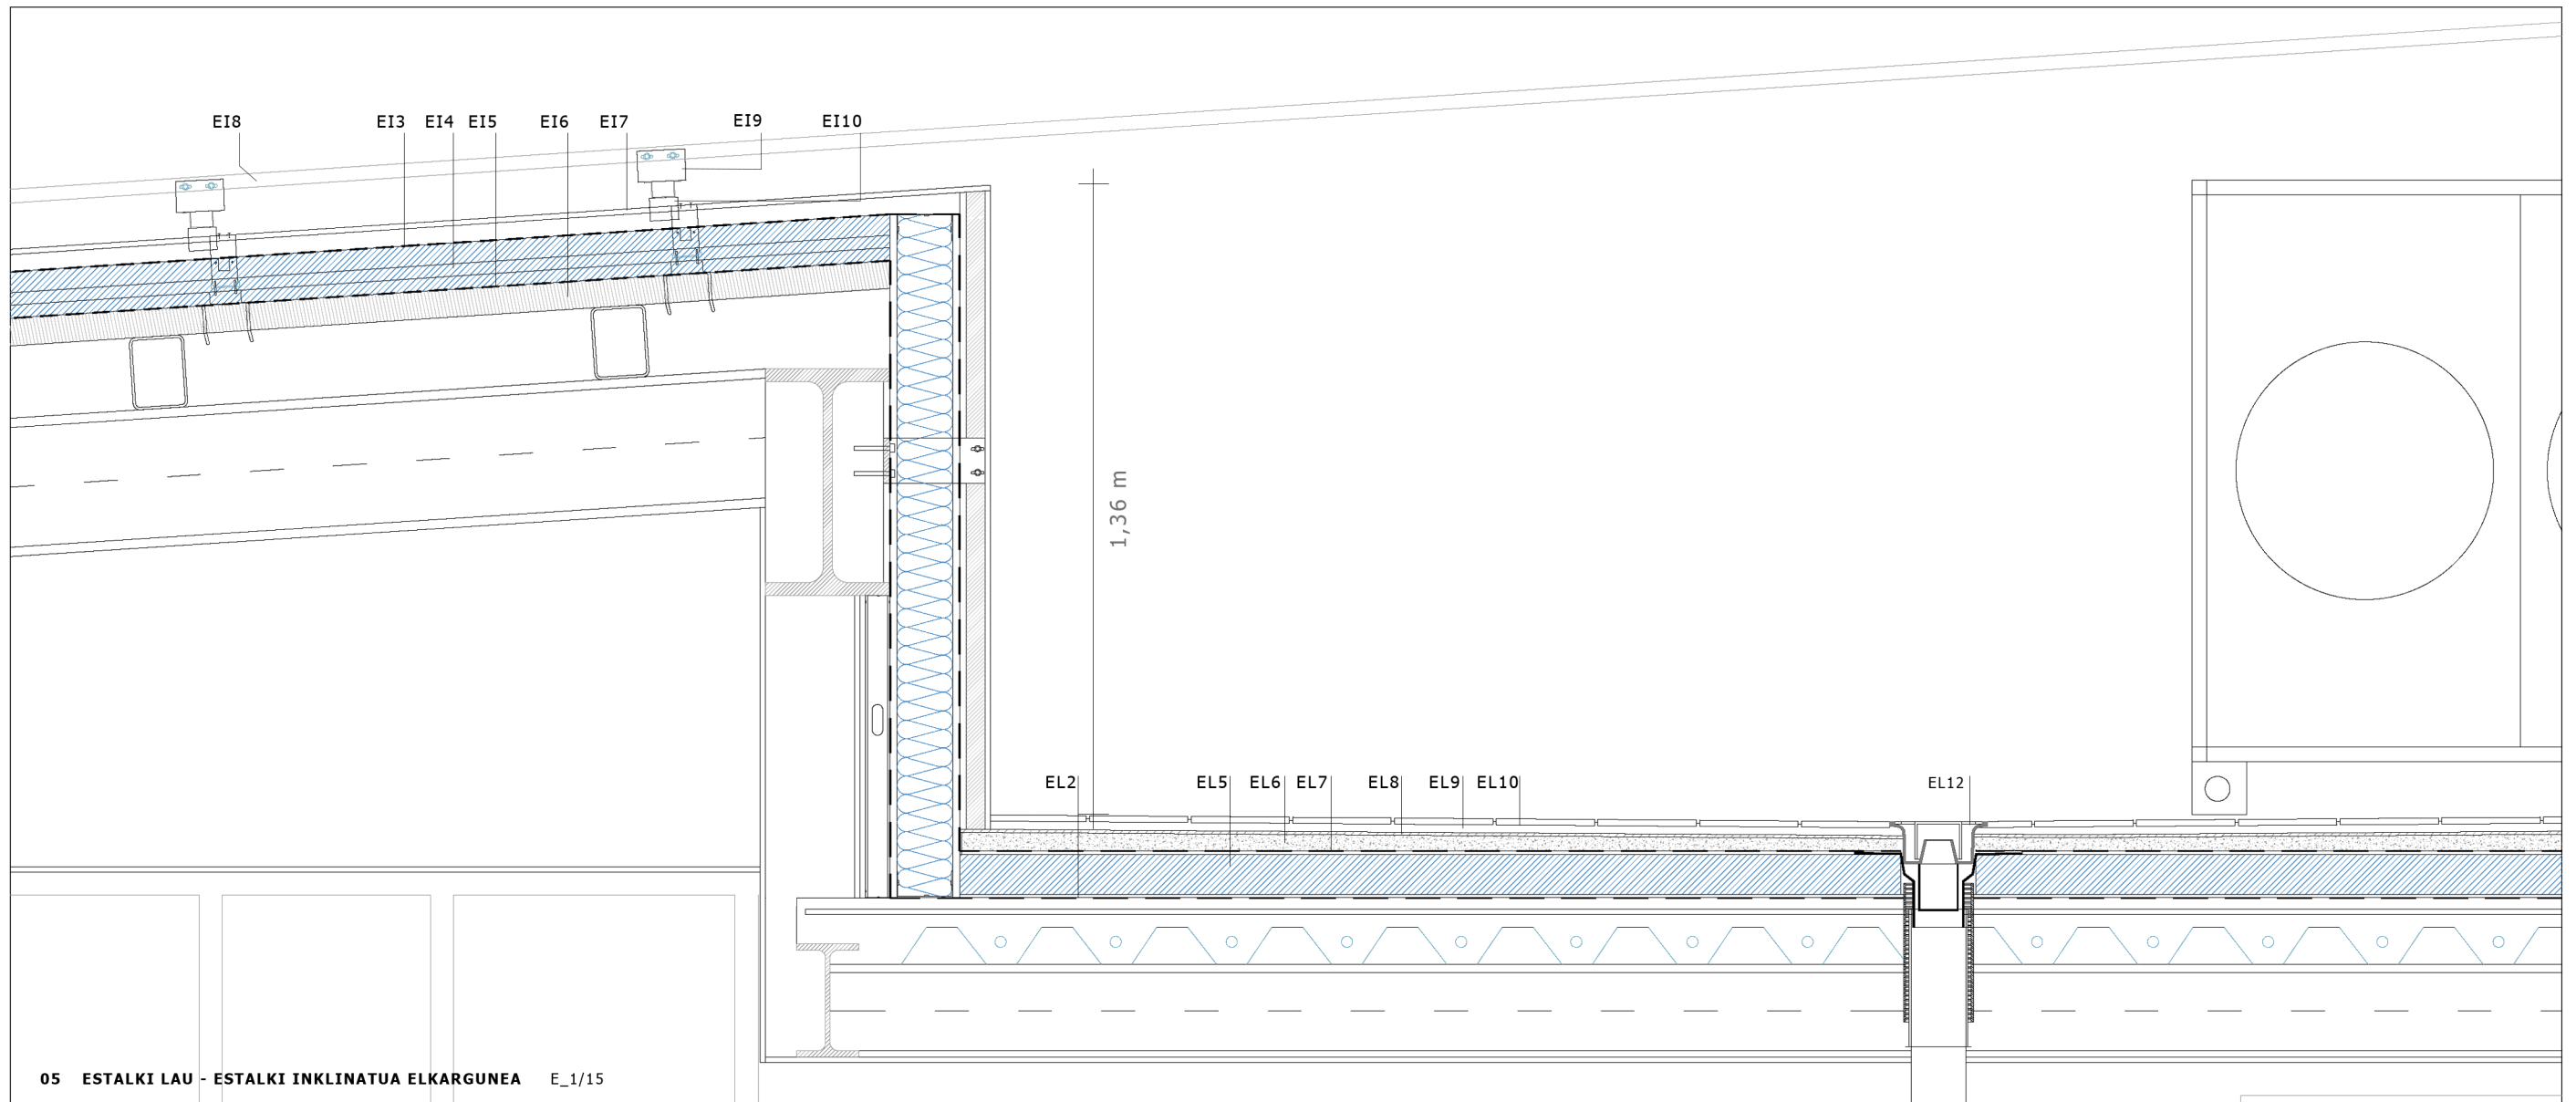 EI8 EI3 EI4 EI5 EI6 EI7 EI9 EI10
1,36 m
EL2 EL5 EL6 EL7 EL8 EL9 EL10 EL12
05 ESTALKI LAU - ESTALKI INKLINATUA ELKARGUNEA E_1/15